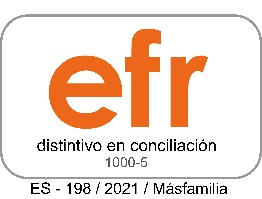 efr
distintivo en conciliación
1000-5
ES - 198 / 2021 / Másfamilia